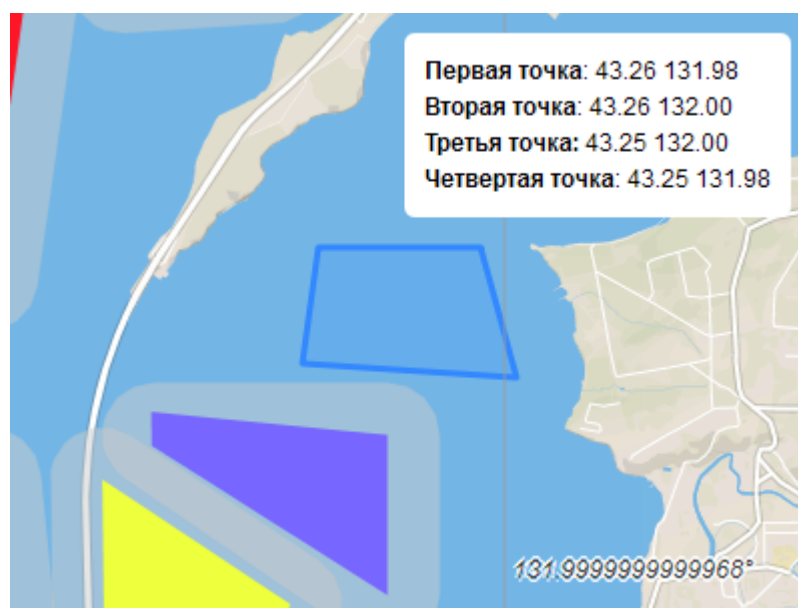 Первая точка: 43.26 131.98
Вторая точка: 43.26 132.00
Третья точка: 43.25 132.00
Четвертая точка: 43.25 131.98
131.9999999999968°